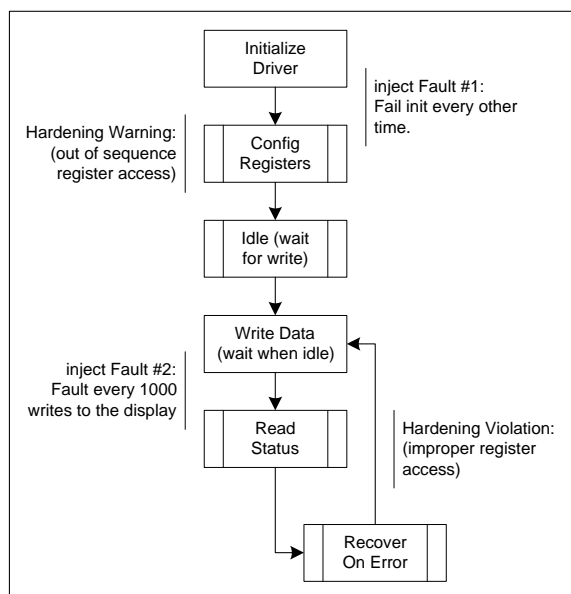 Initialize
Driver
inject Fault #1:
Fail init every other
time.
Hardening Warning:
(out of sequence
register access)
Config
Registers
Idle (wait
for write)
Write Data
(wait when idle)
inject Fault #2:
Fault every 1000
writes to the display
Read
Status
Hardening Violation:
(improper register
access)
Recover
On Error